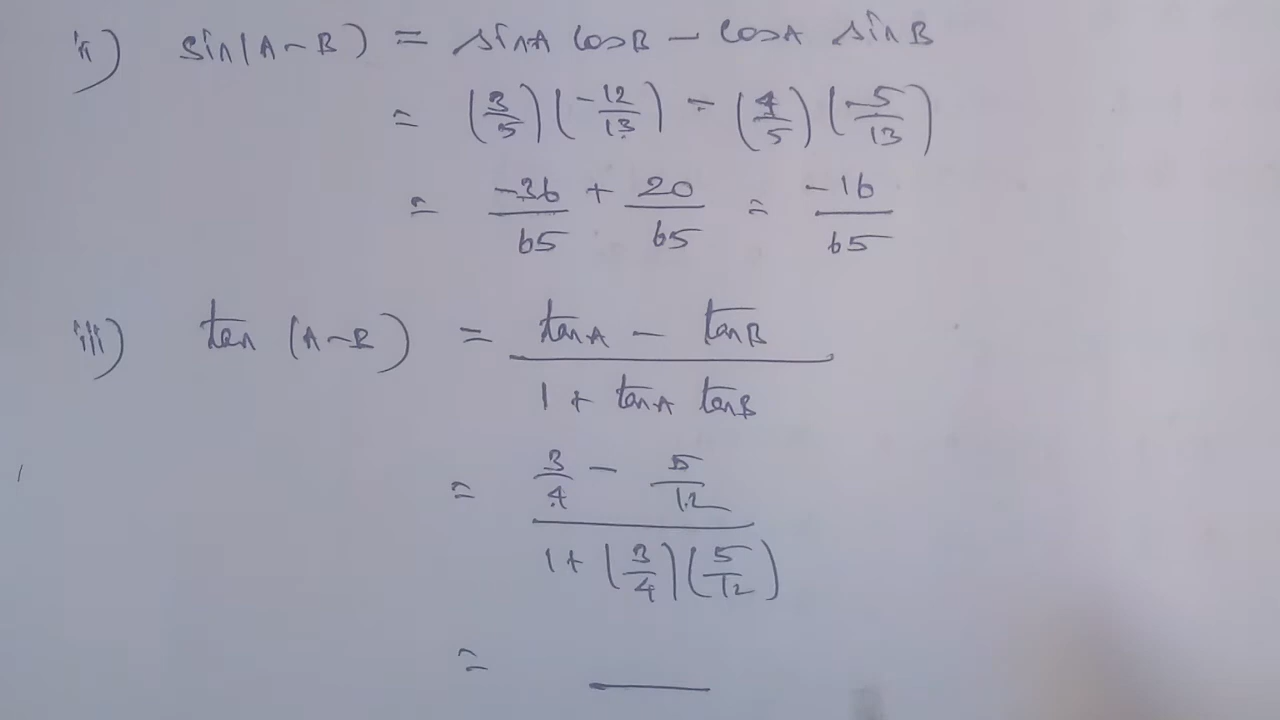 ii) sin(A-B) = sinA cosB - cosA sinB
= (3/5)(-12/13) - (4/5)(-5/13)
= -36/65 + 20/65 = -16/65
iii) tan (A-B) = tanA - tanB / 1 + tanA tanB
= 3/4 - 5/12 / 1 + (3/4)(5/12)
=